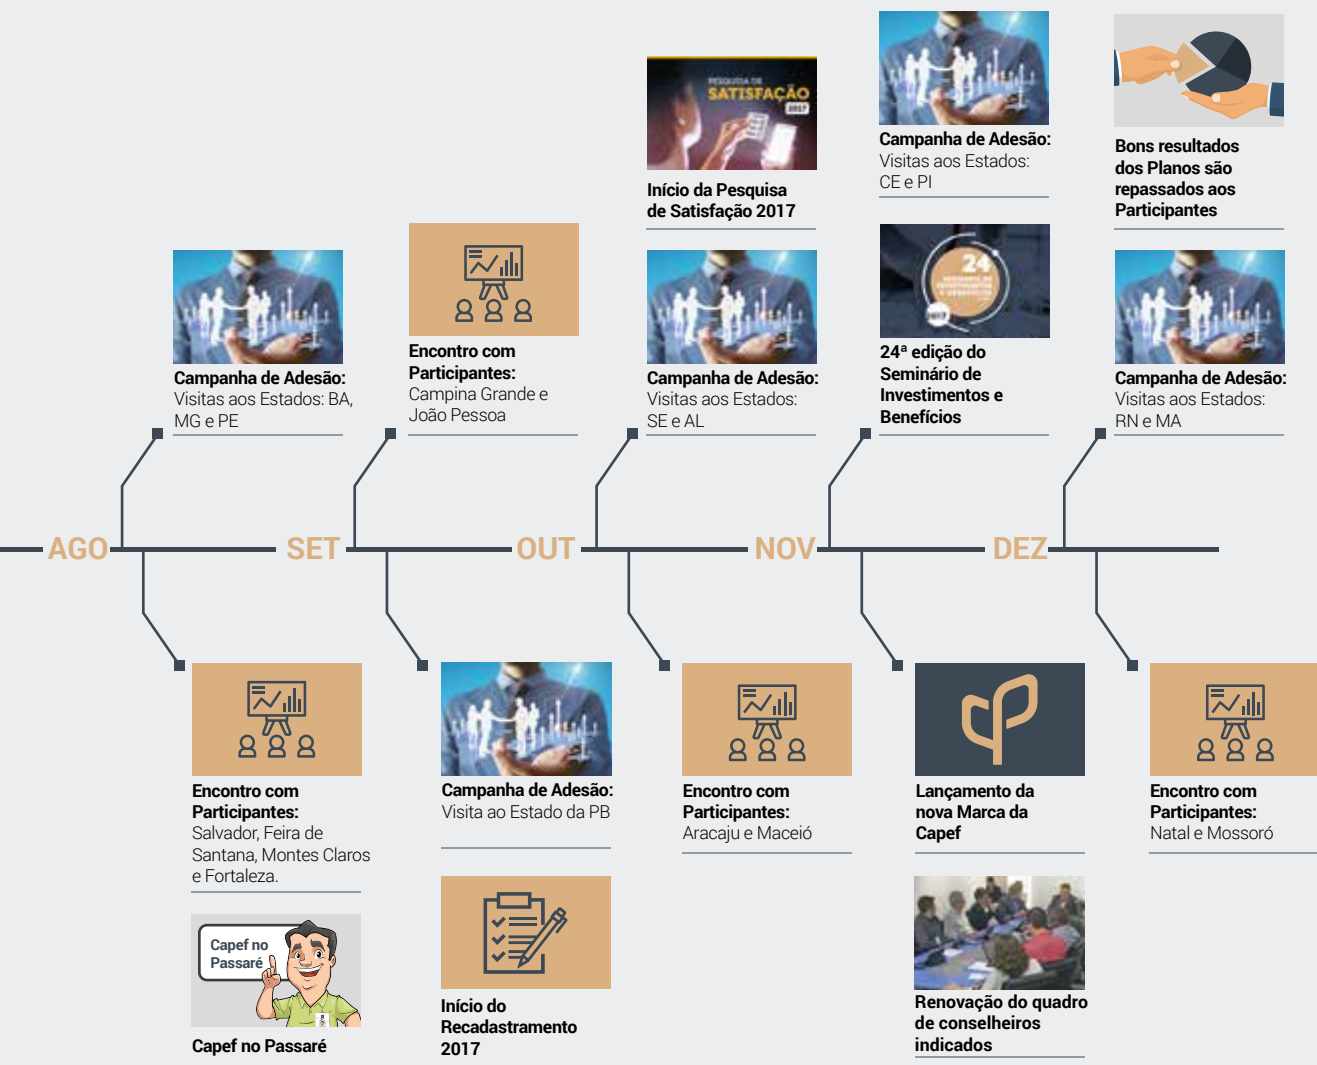 AGO
Campanha de Adesão:
Visitas aos Estados: BA,
MG e PE
Encontro com
Participantes:
Salvador, Feira de
Santana, Montes Claros
e Fortaleza.
Capef no
Passaré
Capef no Passaré
SET
Encontro com
Participantes:
Campina Grande e
João Pessoa
Campanha de Adesão:
Visita ao Estado da PB
Início do
Recadastramento
2017
OUT
PESQUISA DE
SATISFAÇÃO
2017
Início da Pesquisa
de Satisfação 2017
Campanha de Adesão:
Visitas aos Estados:
SE e AL
Encontro com
Participantes:
Aracaju e Maceió
NOV
Campanha de Adesão:
Visitas aos Estados:
CE e PI
24
2017
24ª edição do
Seminário de
Investimentos e
Benefícios
Lançamento da
nova Marca da
Capef
Renovação do quadro
de conselheiros
indicados
DEZ
Bons resultados
dos Planos são
repassados aos
Participantes
Campanha de Adesão:
Visitas aos Estados:
RN e MA
Encontro com
Participantes:
Natal e Mossoró